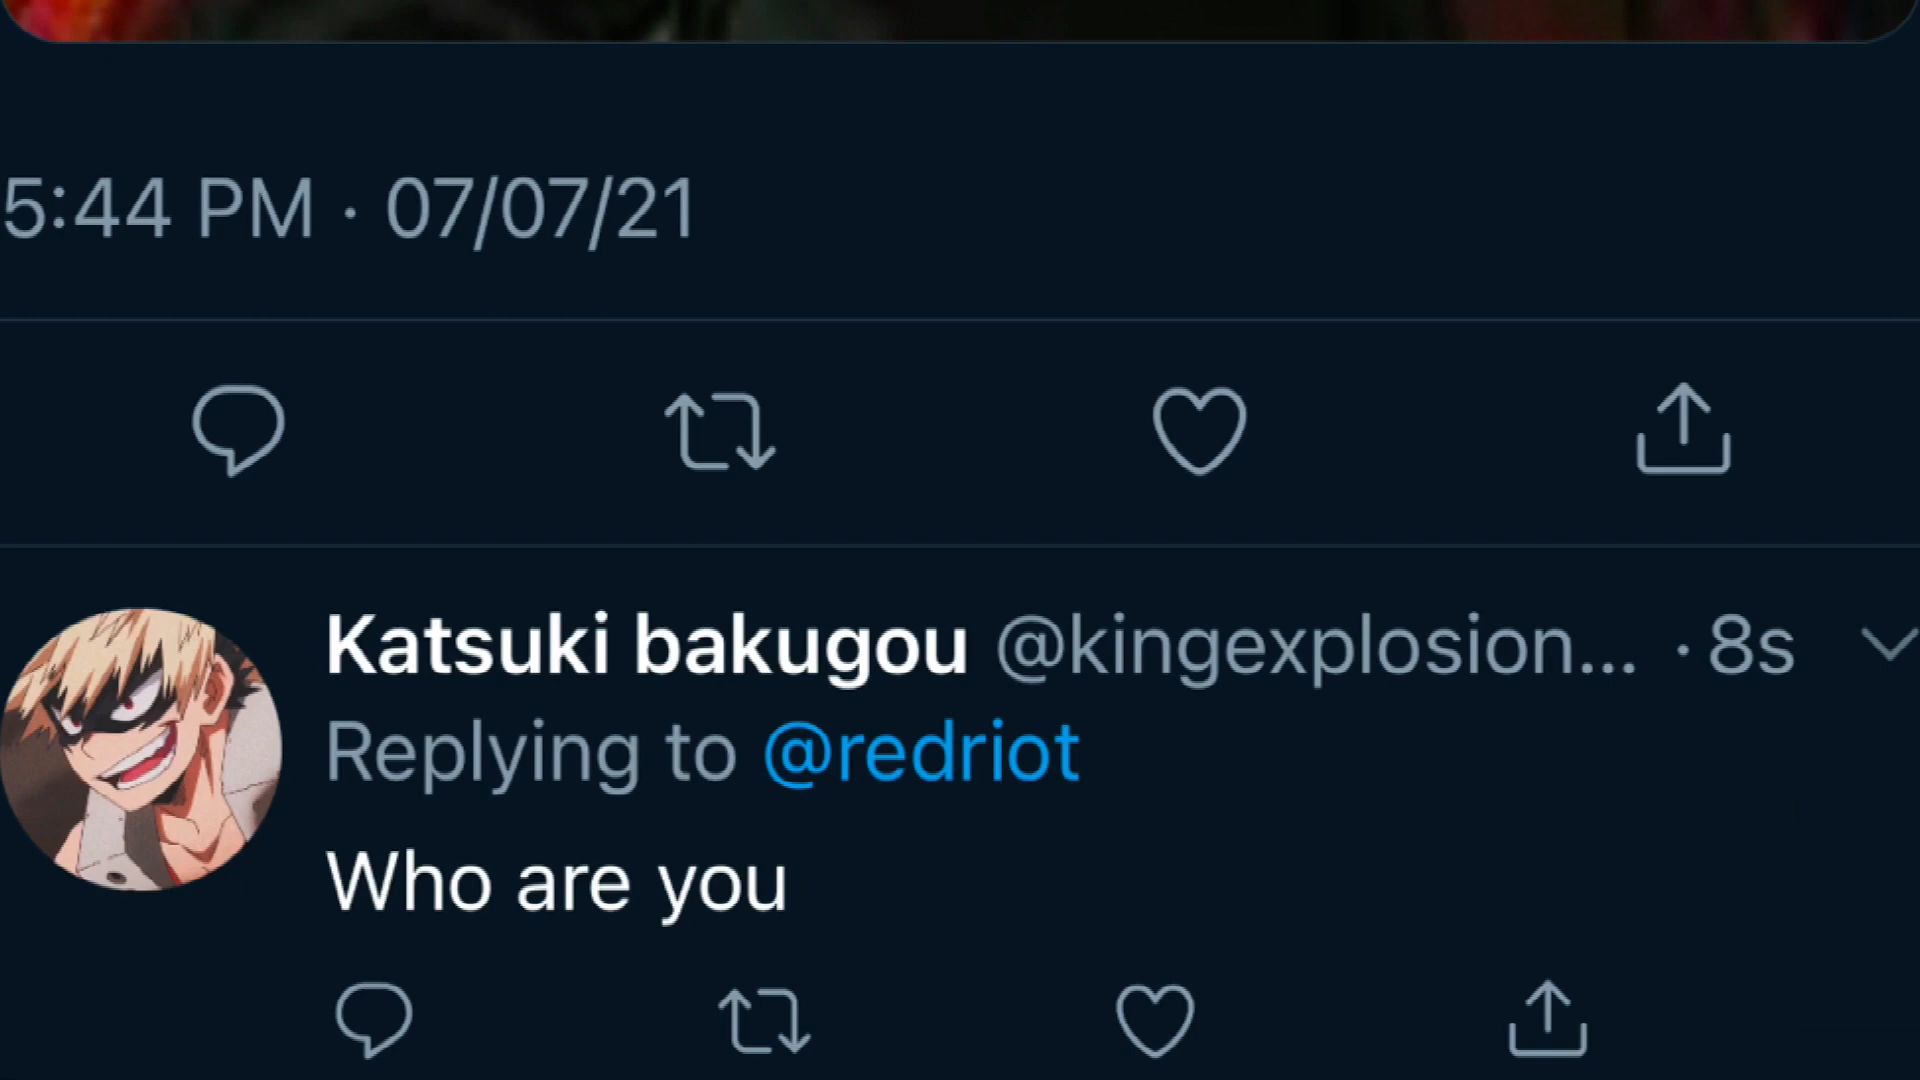 5:44 PM · 07/07/21
Katsuki bakugou @kingexplosion... · 8s
Replying to @redriot
Who are you